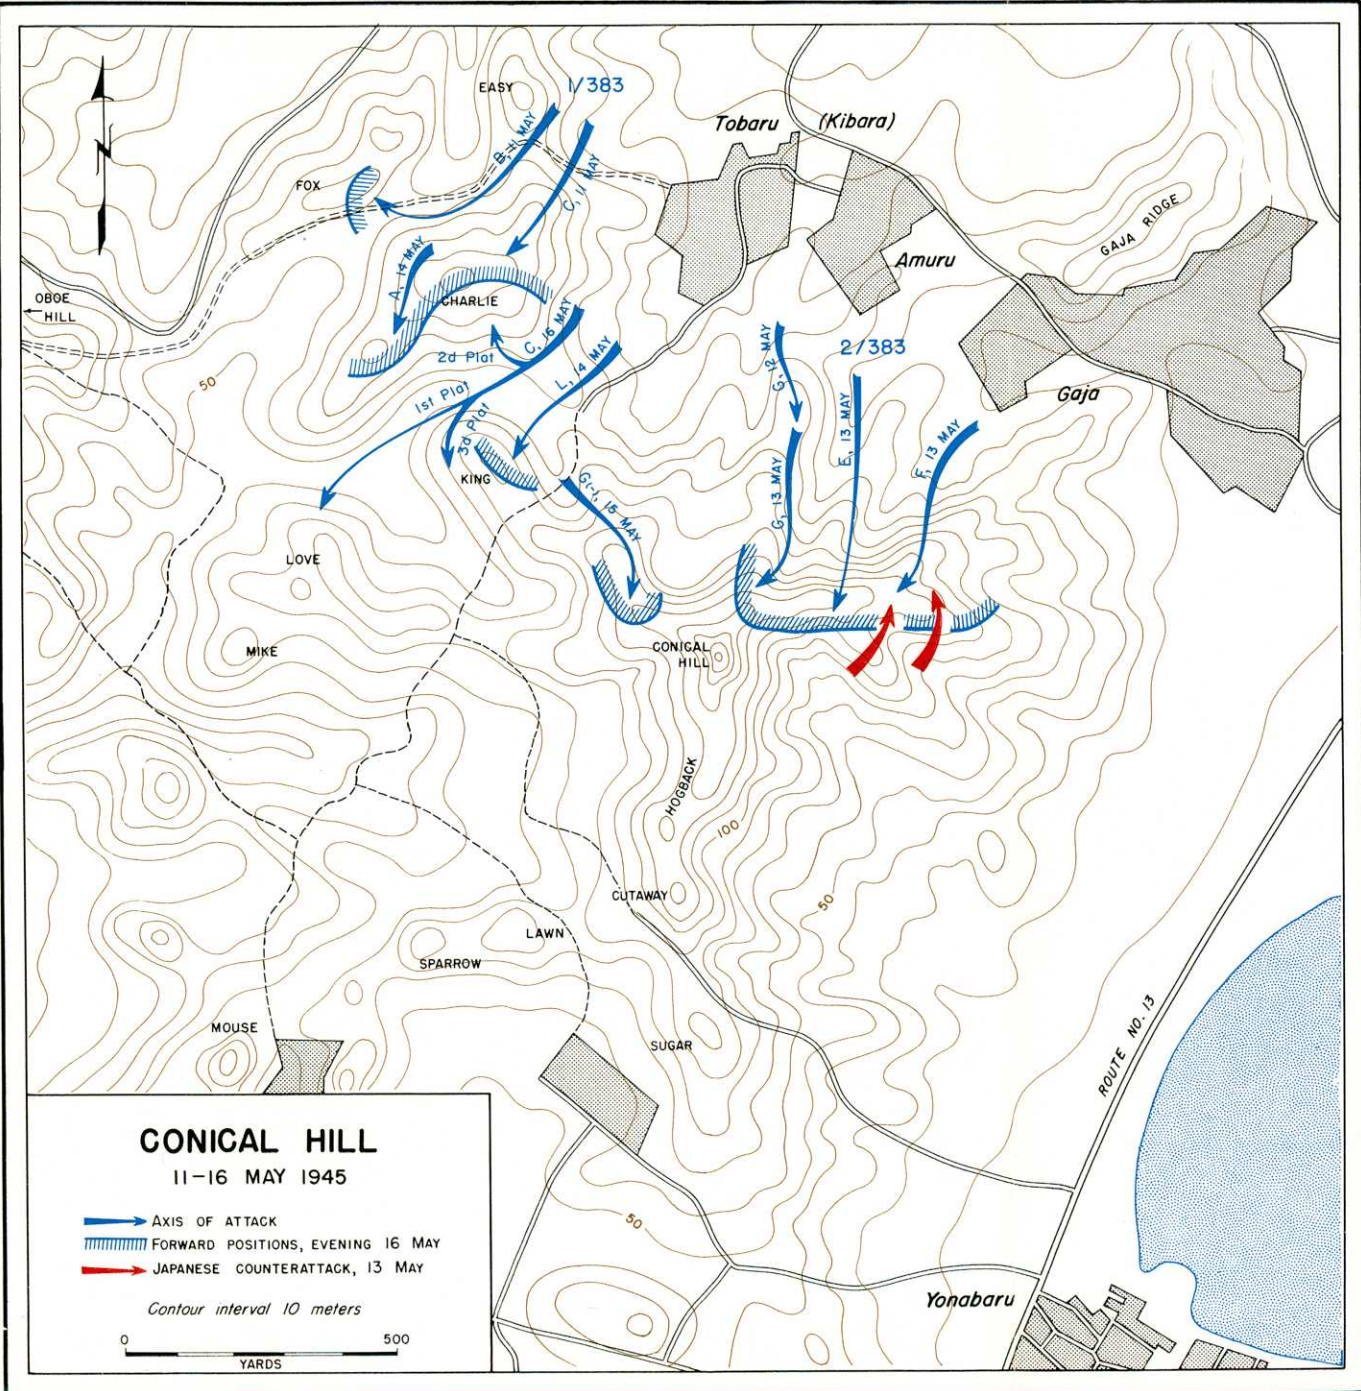 EASY
1/383
Tobaru
(Kibara)
B, 11 MAY
C, 11 MAY
FOX
GAJA RIDGE
A, 14 MAY
Amuru
OBOE
HILL
CHARLIE
C, 16 MAY
2d Plat
L, 14 MAY
G, 12 MAY
2/383
50
1st Plat
3d Plat
Gaja
E, 13 MAY
F, 13 MAY
KING
G, 13 MAY
15 MAY
LOVE
MIKE
CONICAL
HILL
HOGBACK
100
CUTAWAY
50
LAWN
SPARROW
MOUSE
SUGAR
ROUTE NO. 13
50
Yonabaru
CONICAL HILL
11-16 MAY 1945
AXIS OF ATTACK
FORWARD POSITIONS, EVENING 16 MAY
JAPANESE COUNTERATTACK, 13 MAY
Contour interval 10 meters
0 500
YARDS